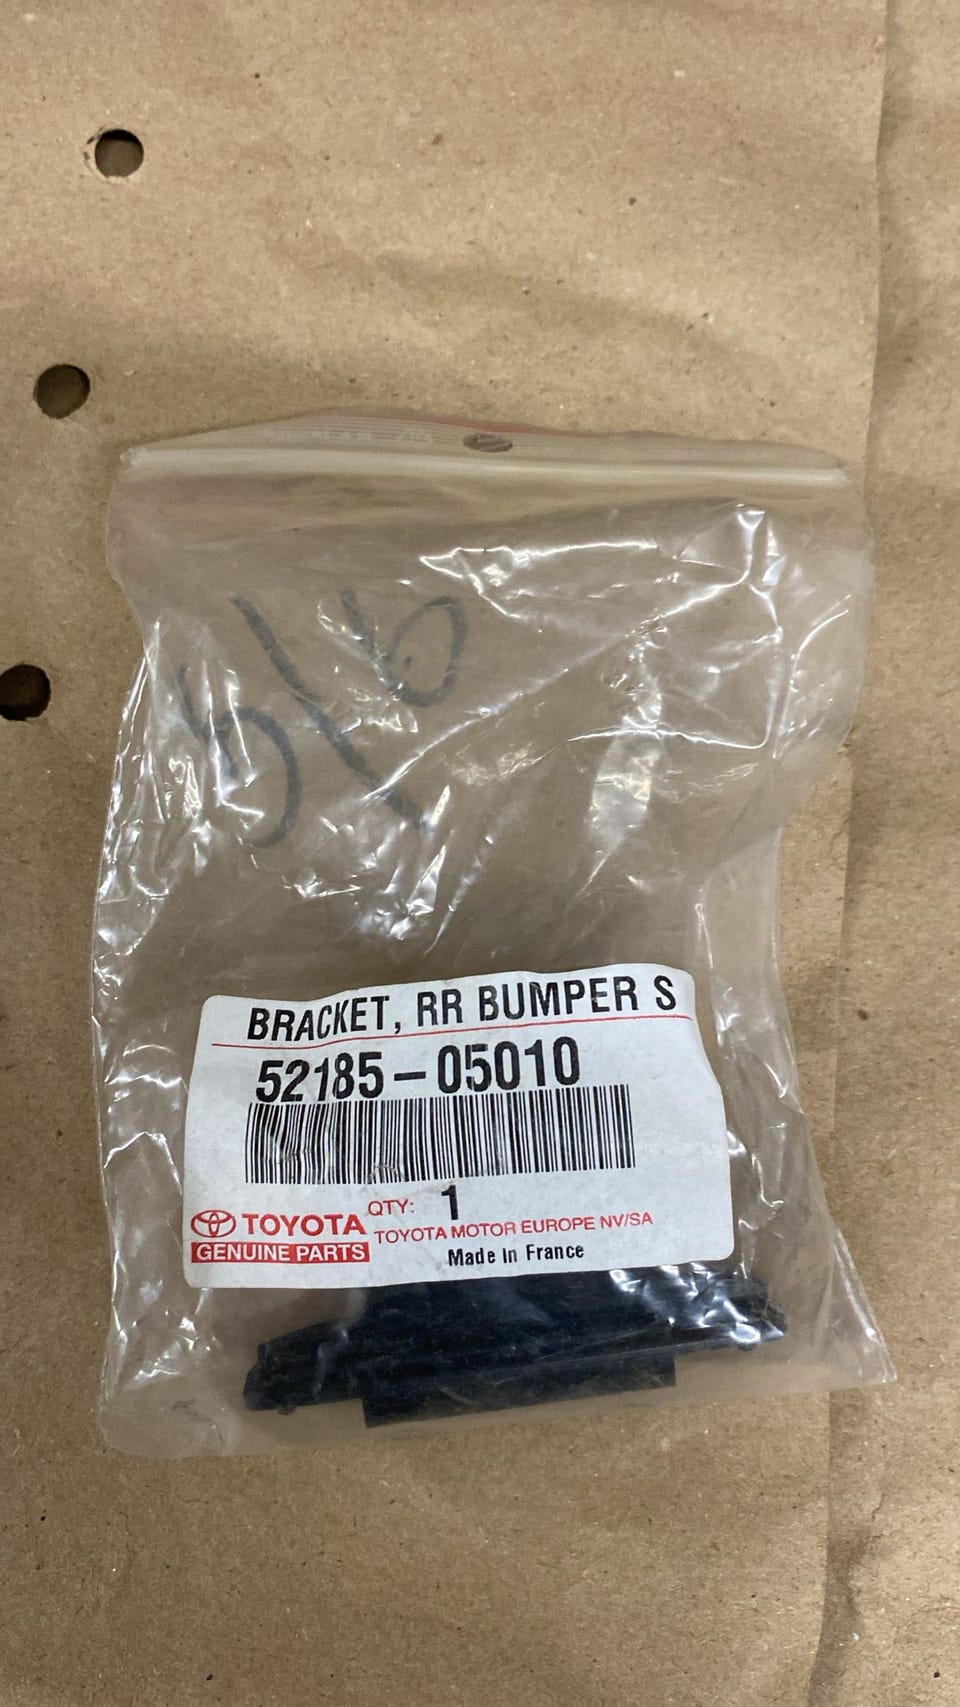 BRACKET, RR BUMPER S
52185-05010
QTY: 1
TOYOTA
TOYOTA MOTOR EUROPE NV/SA
GENUINE PARTS
Made in France